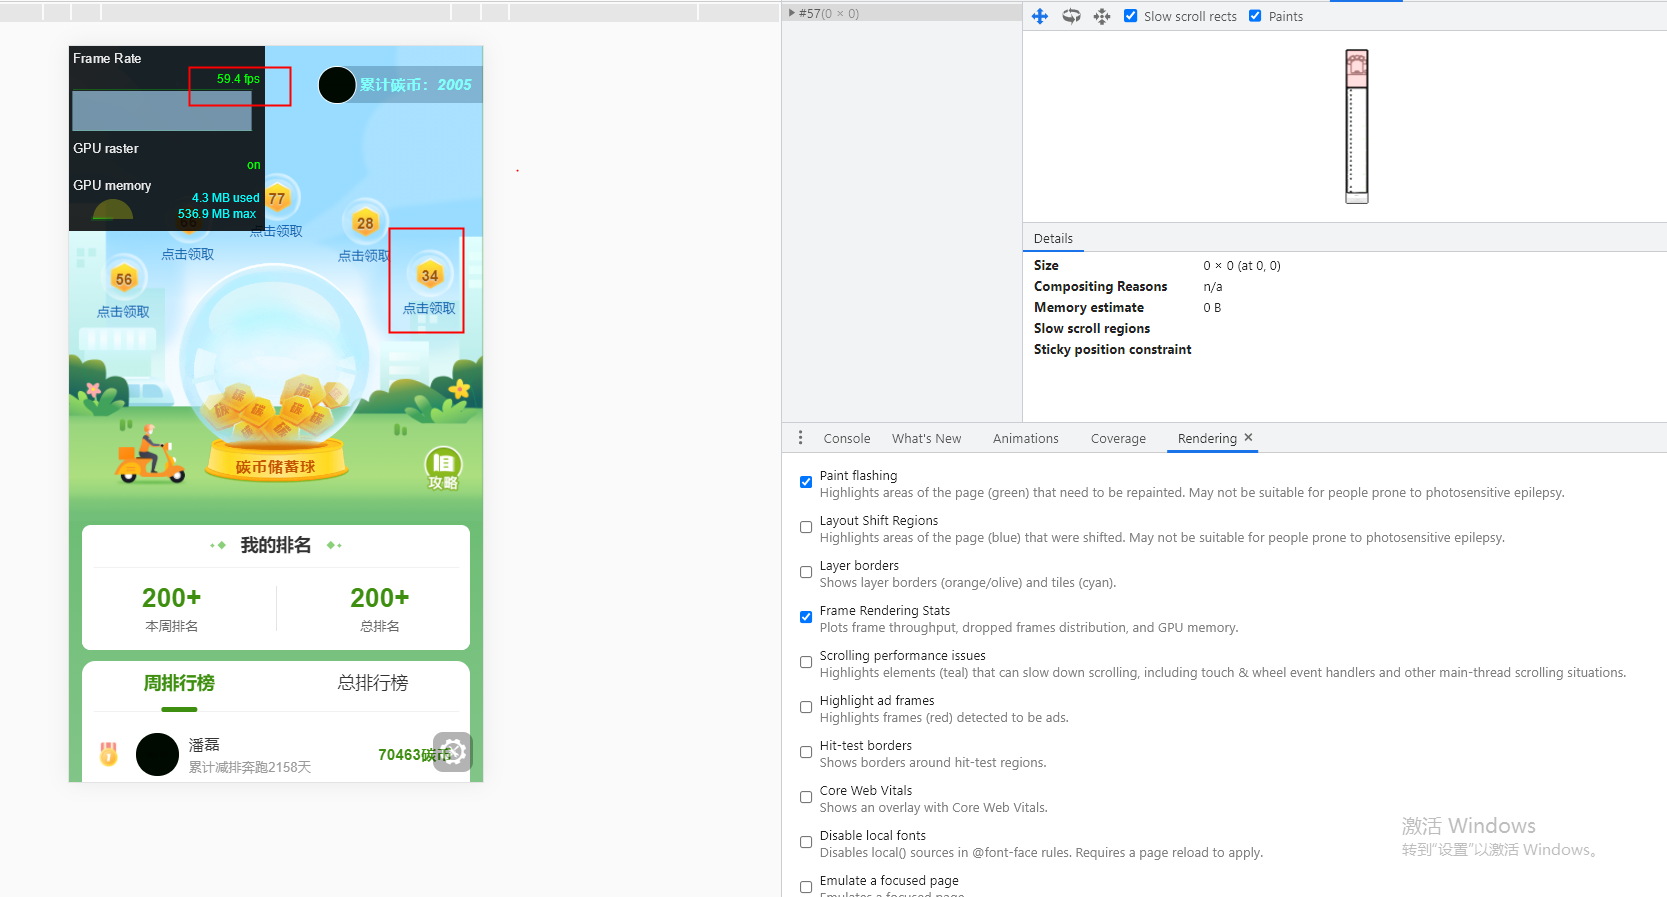 Frame Rate
59.4 fps
GPU raster
on
GPU memory
4.3 MB used
536.9 MB max
累计碳币：2005
77
点击领取
28
点击领取
点击领取
56
点击领取
34
点击领取
碳 碳 碳 碳 碳 碳 碳
碳币储蓄球
攻略
我的排名
200+
本周排名
200+
总排名
周排行榜
总排行榜
1
潘磊
累计减排奔跑2158天
70463碳币
#57(0 × 0)
Slow scroll rects
Paints
Details
Size 0 × 0 (at 0, 0)
Compositing Reasons n/a
Memory estimate 0 B
Slow scroll regions
Sticky position constraint
Console What's New Animations Coverage Rendering ×
Paint flashing
Highlights areas of the page (green) that need to be repainted. May not be suitable for people prone to photosensitive epilepsy.
Layout Shift Regions
Highlights areas of the page (blue) that were shifted. May not be suitable for people prone to photosensitive epilepsy.
Layer borders
Shows layer borders (orange/olive) and tiles (cyan).
Frame Rendering Stats
Plots frame throughput, dropped frames distribution, and GPU memory.
Scrolling performance issues
Highlights elements (teal) that can slow down scrolling, including touch & wheel event handlers and other main-thread scrolling situations.
Highlight ad frames
Highlights frames (red) detected to be ads.
Hit-test borders
Shows borders around hit-test regions.
Core Web Vitals
Shows an overlay with Core Web Vitals.
Disable local fonts
Disables local() sources in @font-face rules. Requires a page reload to apply.
Emulate a focused page
Emulates a focused page.
激活 Windows
转到"设置"以激活 Windows。